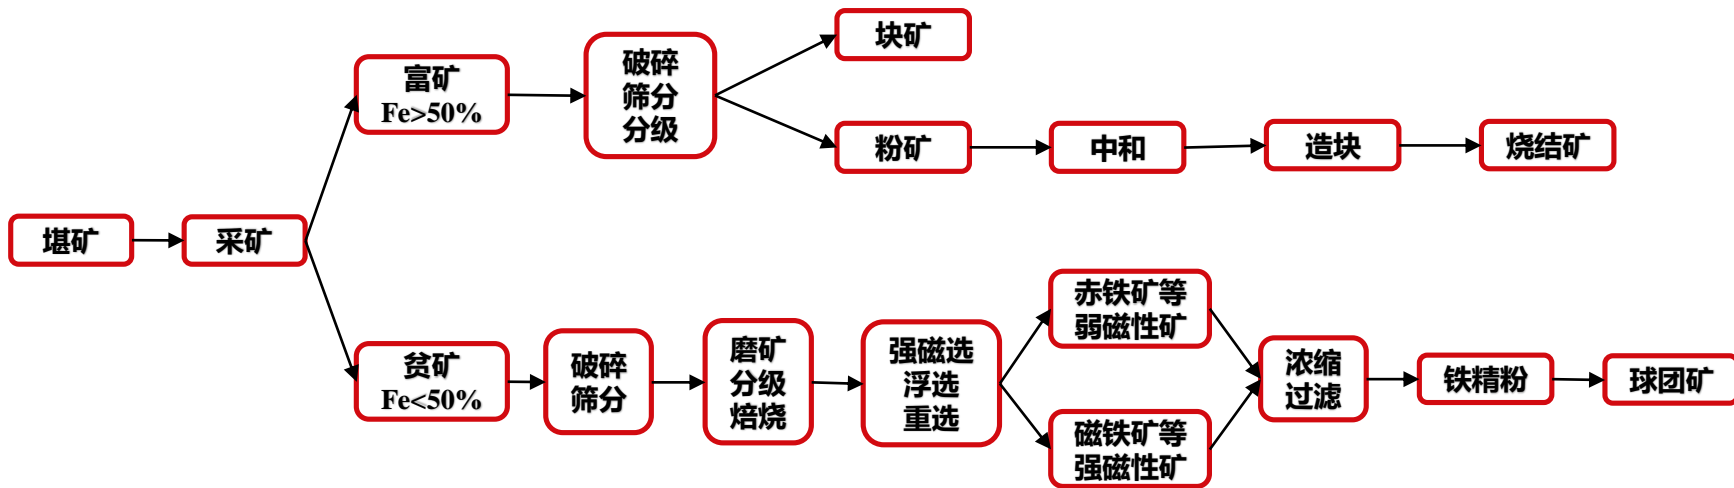 堪矿
采矿
富矿
Fe>50%
破碎
筛分
分级
块矿
粉矿
中和
造块
烧结矿
贫矿
Fe<50%
破碎
筛分
磨矿
分级
焙烧
强磁选
浮选
重选
赤铁矿等
弱磁性矿
磁铁矿等
强磁性矿
浓缩
过滤
铁精粉
球团矿